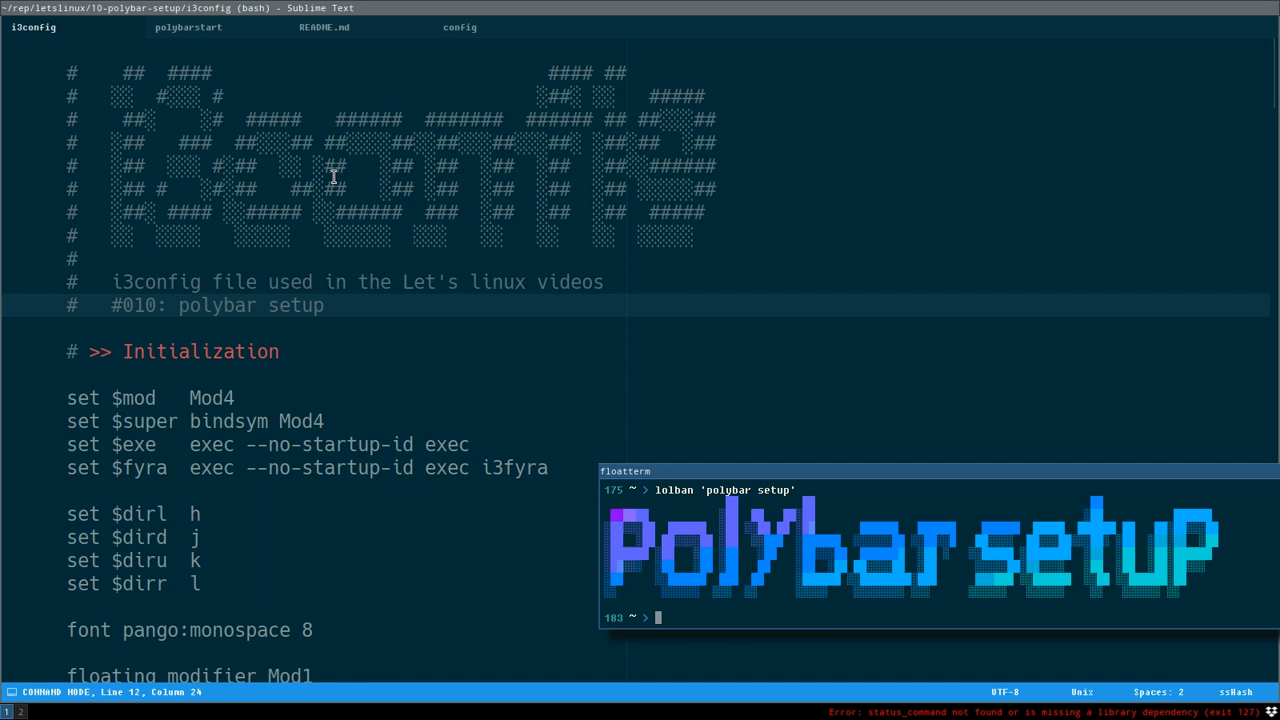 ~/rep/letslinux/10-polybar-setup/i3config (bash) - Sublime Text
i3config polybarstart README.md config
#    ##  ####                              #### ##
#   ░░  #░░░ #                            ░##░ ░░   #####
#    ##░    ░#  #####   ######  #######  ###### ## ##░░░##
#   ░##   ###  ##░░░## ##░░░░##░░##░░░##░░░##░ ░##░##  ░##
#   ░##  ░░░ #░##  ░░ ░##   ░## ░##  ░##  ░##  ░##░░######
#   ░## #   ░#░##   ##░##   ░## ░##  ░##  ░##  ░## ░░░░░##
#   ░##░ #### ░░##### ░░######  ###  ░##  ░##  ░##  #####
#   ░░  ░░░░   ░░░░░   ░░░░░░  ░░░   ░░   ░░   ░░  ░░░░░
#
#   i3config file used in the Let's linux videos
#   #010: polybar setup
# >> Initialization
set $mod   Mod4
set $super bindsym Mod4
set $exe   exec --no-startup-id exec
set $fyra  exec --no-startup-id exec i3fyra
set $dirl  h
set $dird  j
set $diru  k
set $dirr  l
font pango:monospace 8
floating modifier Mod1
floatterm
175 ~ > lolban 'polybar setup'
Polybar setup
183 ~ >
COMMAND MODE, Line 12, Column 24 UTF-8 Unix Spaces: 2 ssHash
1 2 Error: status_command not found or is missing a library dependency (exit 127)